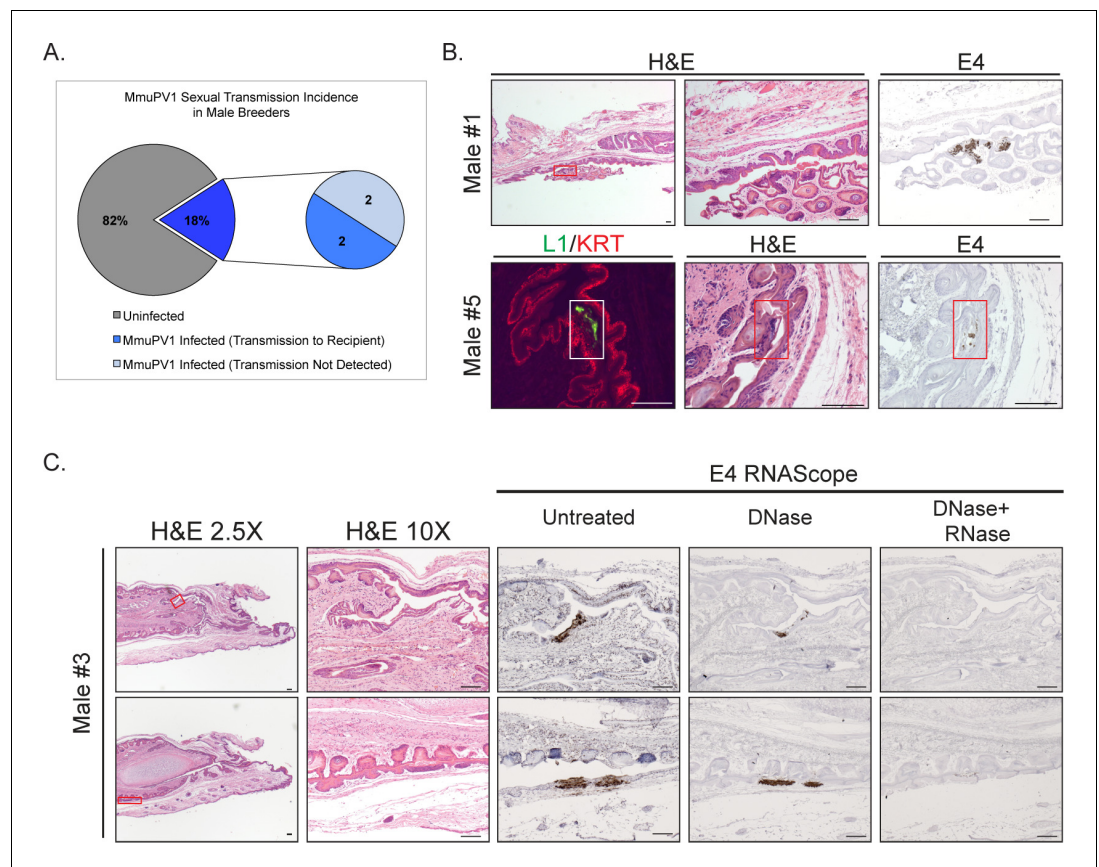 A.
MmuPV1 Sexual Transmission Incidence
in Male Breeders
82%
18%
2
2
Uninfected
MmuPV1 Infected (Transmission to Recipient)
MmuPV1 Infected (Transmission Not Detected)
B.
H&E
E4
Male #1
L1/KRT
H&E
E4
Male #5
C.
E4 RNAScope
H&E 2.5X
H&E 10X
Untreated
DNase
DNase+
RNase
Male #3